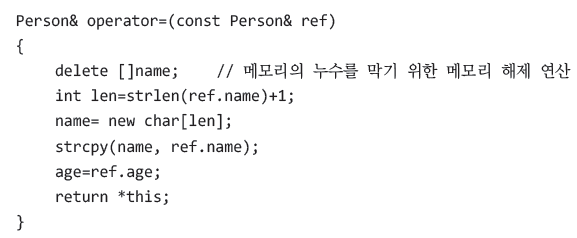 Person& operator=(const Person& ref)
{
    delete []name;    // 메모리의 누수를 막기 위한 메모리 해제 연산
    int len=strlen(ref.name)+1;
    name= new char[len];
    strcpy(name, ref.name);
    age=ref.age;
    return *this;
}